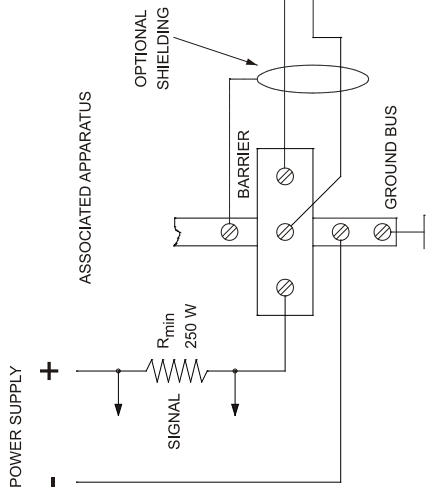 OPTIONAL
SHIELDING
ASSOCIATED APPARATUS
BARRIER
GROUND BUS
Rmin
250 W
SIGNAL
POWER SUPPLY
+
-